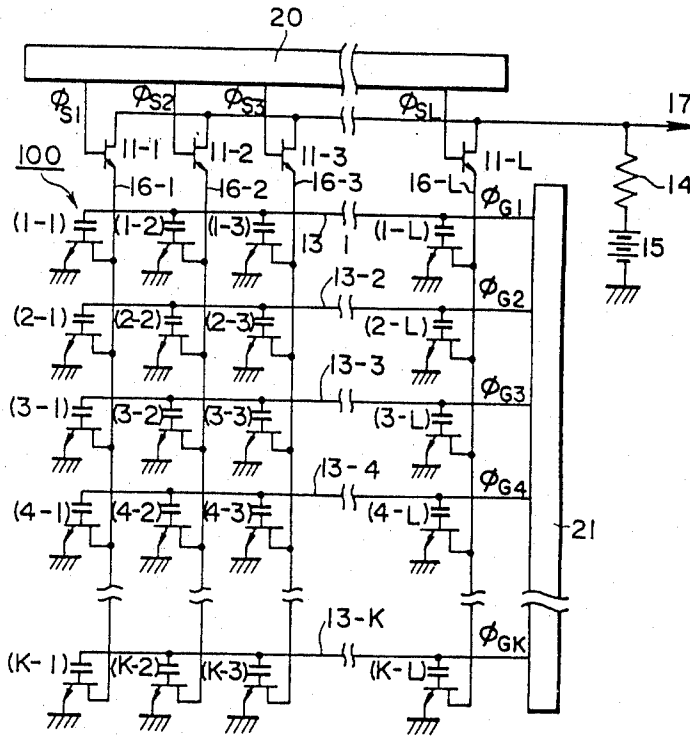 20
ϕS1 ϕS2 ϕS3 ϕSL
17
11-1 11-2 11-3 11-L
14
100
16-1 16-2 16-3 16-L
ϕG1
(1-1) (1-2) (1-3) 13 1 (1-L)
15
13-2
ϕG2
(2-1) (2-2) (2-3) (2-L)
13-3
ϕG3
(3-1) (3-2) (3-3) (3-L)
13-4
ϕG4
(4-1) (4-2) (4-3) (4-L)
21
13-K
ϕGK
(K-1) (K-2) (K-3) (K-L)